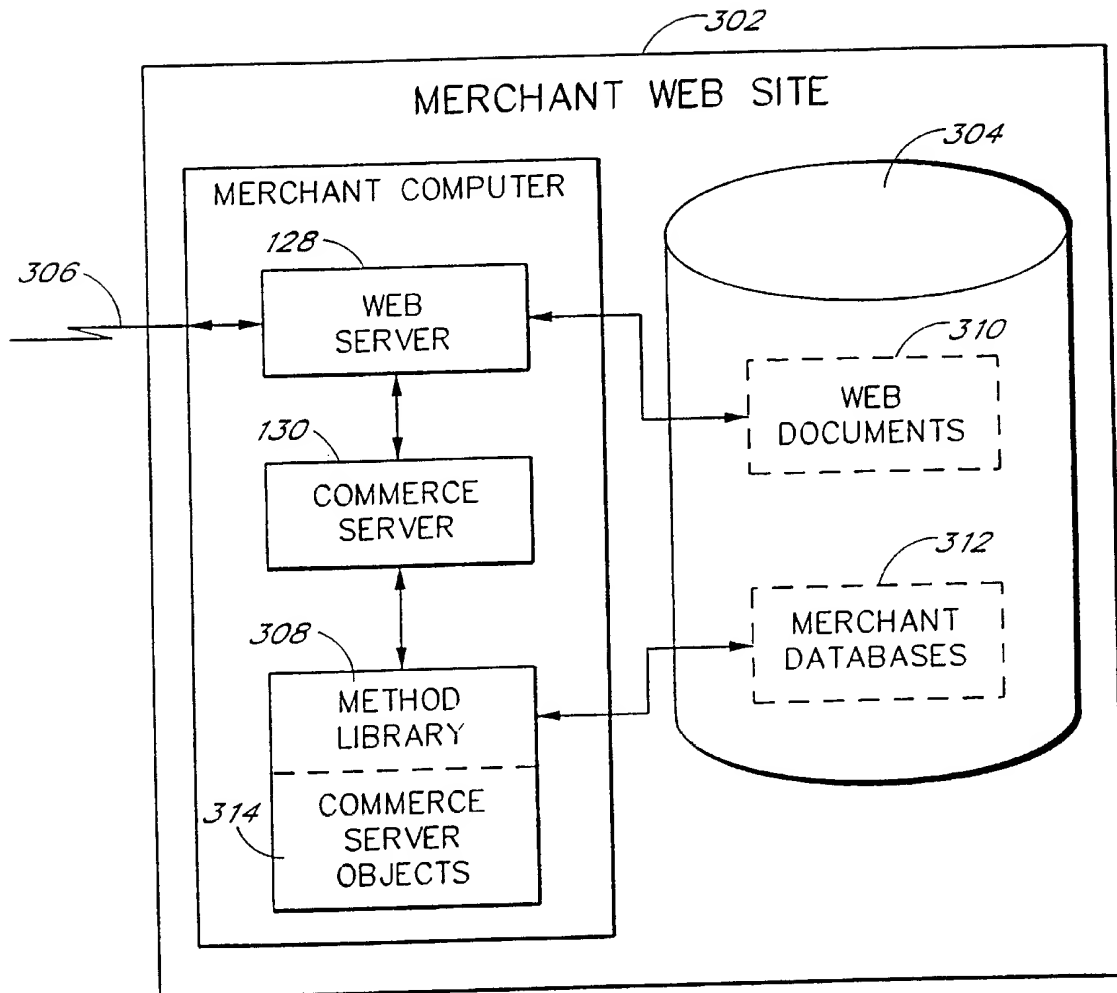 302
MERCHANT WEB SITE
304
MERCHANT COMPUTER
128
306
WEB
SERVER
310
WEB
DOCUMENTS
130
COMMERCE
SERVER
312
MERCHANT
DATABASES
308
METHOD
LIBRARY
314
COMMERCE
SERVER
OBJECTS